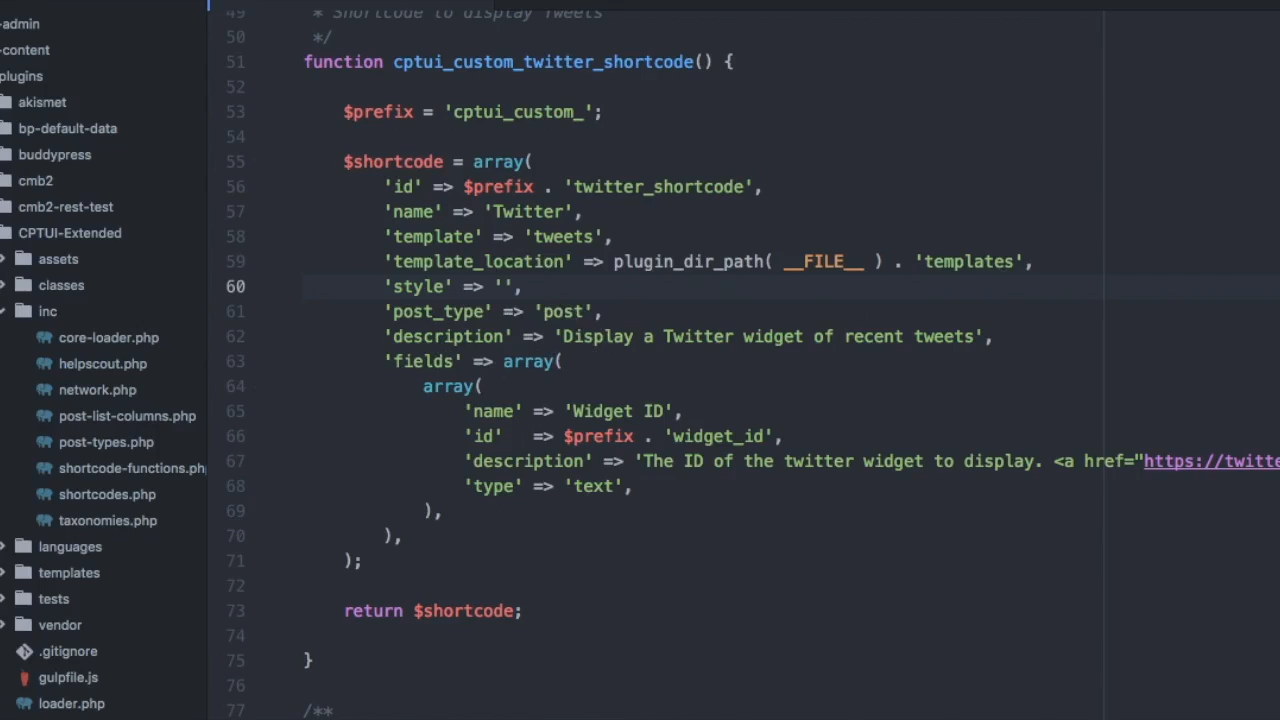 -admin
-content
plugins
akismet
bp-default-data
buddypress
cmb2
cmb2-rest-test
CPTUI-Extended
assets
classes
inc
core-loader.php
helpscout.php
network.php
post-list-columns.php
post-types.php
shortcode-functions.ph
shortcodes.php
taxonomies.php
languages
templates
tests
vendor
.gitignore
gulpfile.js
loader.php
49 * Shortcode to display Tweets
50 */
51 function cptui_custom_twitter_shortcode() {
52
53 $prefix = 'cptui_custom_';
54
55 $shortcode = array(
56 'id' => $prefix . 'twitter_shortcode',
57 'name' => 'Twitter',
58 'template' => 'tweets',
59 'template_location' => plugin_dir_path( __FILE__ ) . 'templates',
60 'style' => '',
61 'post_type' => 'post',
62 'description' => 'Display a Twitter widget of recent tweets',
63 'fields' => array(
64 array(
65 'name' => 'Widget ID',
66 'id'   => $prefix . 'widget_id',
67 'description' => 'The ID of the twitter widget to display. <a href="https://twitte
68 'type' => 'text',
69 ),
70 ),
71 );
72
73 return $shortcode;
74
75 }
76
77 /**